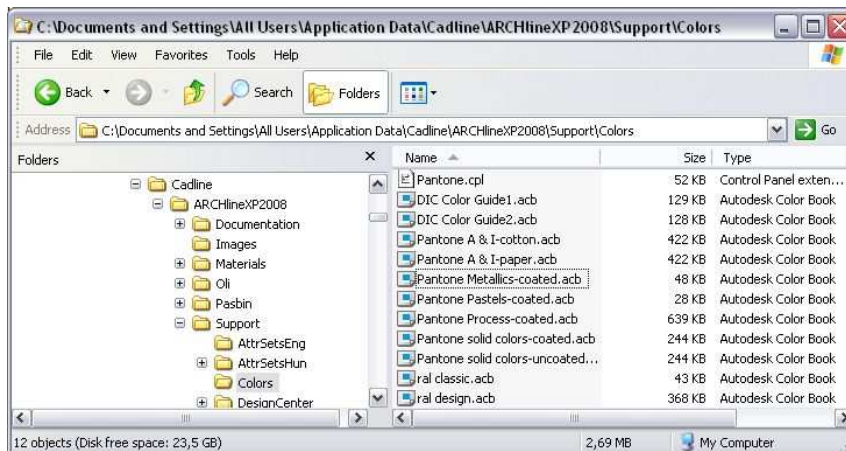 C:\Documents and Settings\All Users\Application Data\Cadline\ARCHlineXP2008\Support\Colors
File Edit View Favorites Tools Help
Back Search Folders
Address C:\Documents and Settings\All Users\Application Data\Cadline\ARCHlineXP2008\Support\Colors Go
Folders Name Size Type
Cadline
ARCHlineXP2008
Documentation
Images
Materials
Oli
Pasbin
Support
AttrSetsEng
AttrSetsHun
Colors
DesignCenter
Pantone.cpl 52 KB Control Panel exten...
DIC Color Guide1.acb 129 KB Autodesk Color Book
DIC Color Guide2.acb 128 KB Autodesk Color Book
Pantone A & I-cotton.acb 422 KB Autodesk Color Book
Pantone A & I-paper.acb 422 KB Autodesk Color Book
Pantone Metallics-coated.acb 48 KB Autodesk Color Book
Pantone Pastels-coated.acb 28 KB Autodesk Color Book
Pantone Process-coated.acb 639 KB Autodesk Color Book
Pantone solid colors-coated.acb 244 KB Autodesk Color Book
Pantone solid colors-uncoated... 244 KB Autodesk Color Book
ral classic.acb 43 KB Autodesk Color Book
ral design.acb 368 KB Autodesk Color Book
12 objects (Disk free space: 23,5 GB) 2,69 MB My Computer